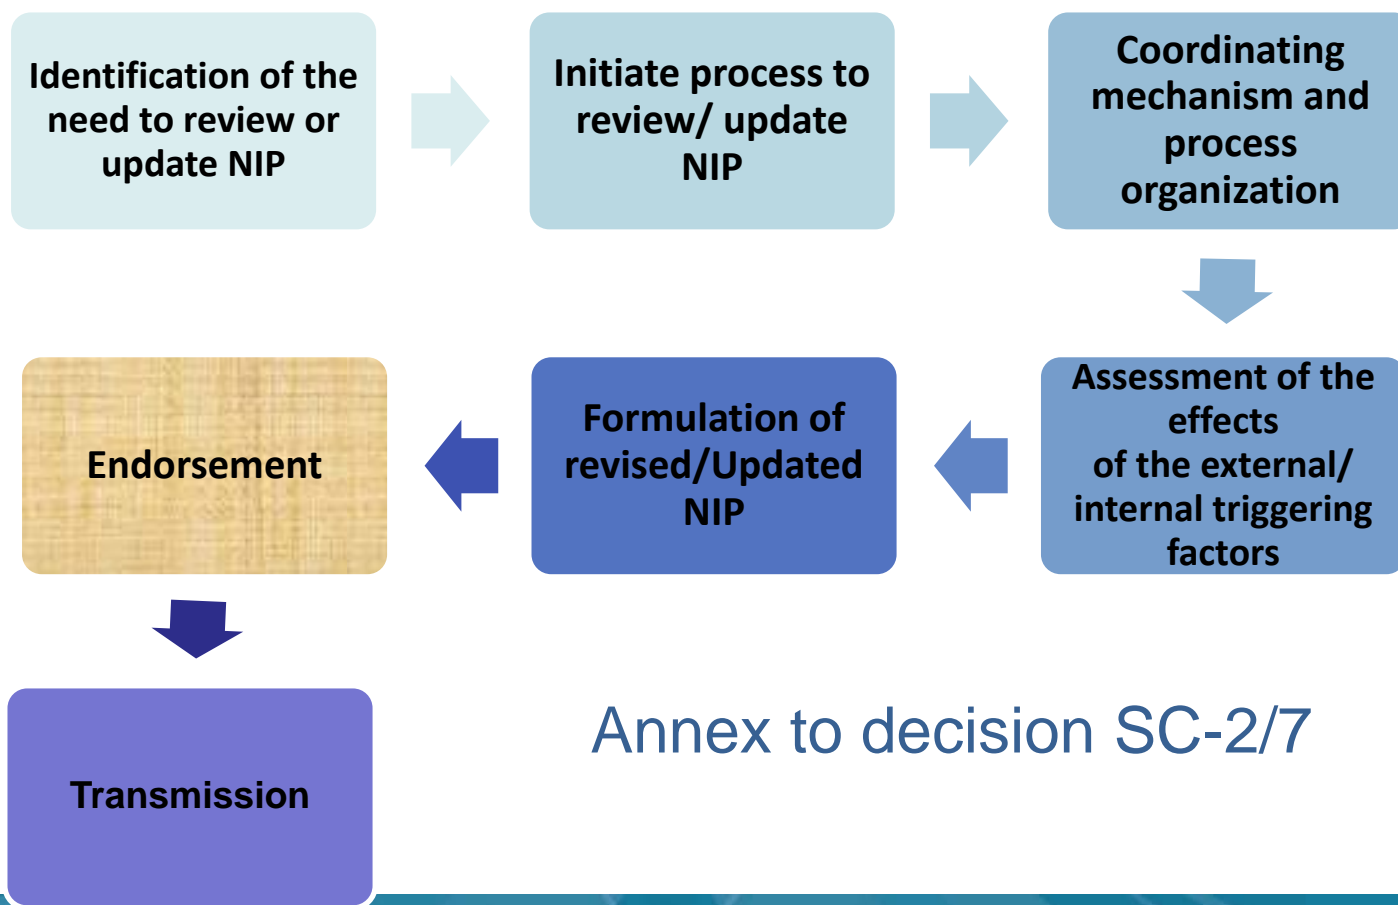 Identification of the
need to review or
update NIP
Initiate process to
review/ update
NIP
Coordinating
mechanism and
process
organization
Assessment of the
effects
of the external/
internal triggering
factors
Formulation of
revised/Updated
NIP
Endorsement
Transmission
Annex to decision SC-2/7